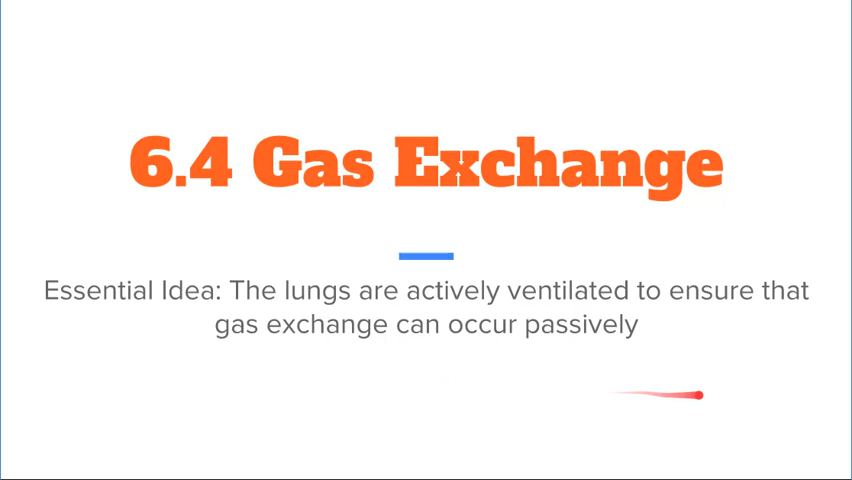 6.4 Gas Exchange
Essential Idea: The lungs are actively ventilated to ensure that
gas exchange can occur passively